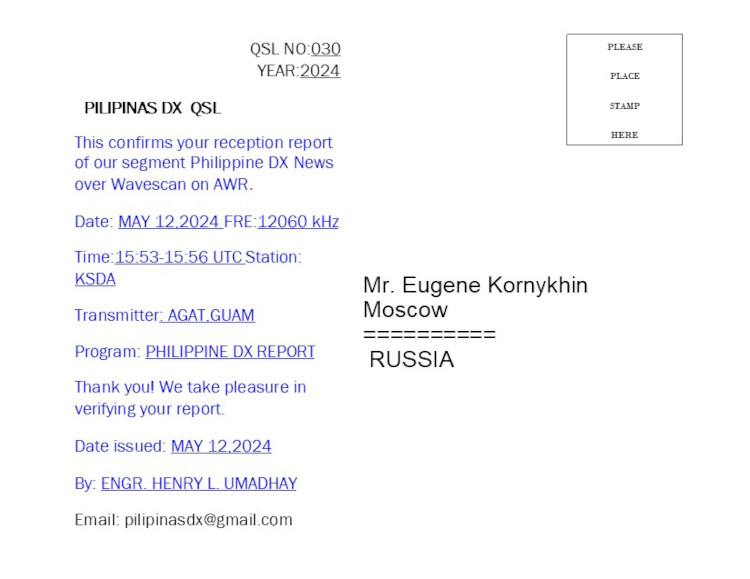 QSL NO:030
YEAR:2024
PILIPINAS DX QSL
This confirms your reception report
of our segment Philippine DX News
over Wavescan on AWR.
Date: MAY 12,2024 FRE:12060 kHz
Time:15:53-15:56 UTC Station:
KSDA
Transmitter: AGAT,GUAM
Program: PHILIPPINE DX REPORT
Thank you! We take pleasure in
verifying your report.
Date issued: MAY 12,2024
By: ENGR. HENRY L. UMADHAY
Email: pilipinasdx@gmail.com
PLEASE
PLACE
STAMP
HERE
Mr. Eugene Kornykhin
Moscow
==========
RUSSIA